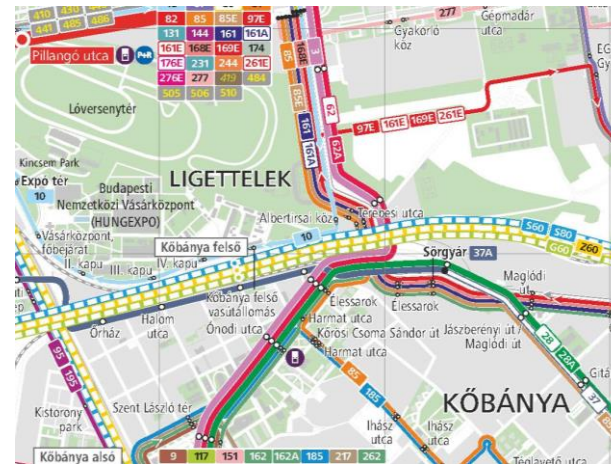 441 485 486
Pillangó utca P+R
82 85 85E 97E
131 144 161 161A
161E 168E 169E 174
176E 231 244 261E
276E 277 419 484
505 506 510
Gyakorló
köz
277
Gépmadár
utca
3
168E
85
85E
161
161A
62
62A
97E 161E 169E 261E
Lóversenytér
Kincsem Park
Expó tér
10
Budapesti
Nemzetközi Vásárközpont
(HUNGEXPO)
LIGETTELEK
Albertirsai köz
Terebesi utca
Vásárközpont,
főbejárat
II. kapu
III. kapu
IV. kapu
Kőbánya felső
10
S60 S80
G60 Z60
Sörgyár 37A
Maglódi
út
Kőbánya felső
vasútállomás
Élessarok
Élessarok
Őrház
Halom
utca
Ónodi utca
Harmat utca
Kőrösi Csoma Sándor út
Harmat utca
Jászberényi út /
Maglódi út
28
28A
37
95
195
85
185
Kistorony
park
Szent László tér
KŐBÁNYA
Ihász
utca
Ihász
utca
Kőbánya alsó
9 117 151 162 162A 185 217 262
Téglavető utca